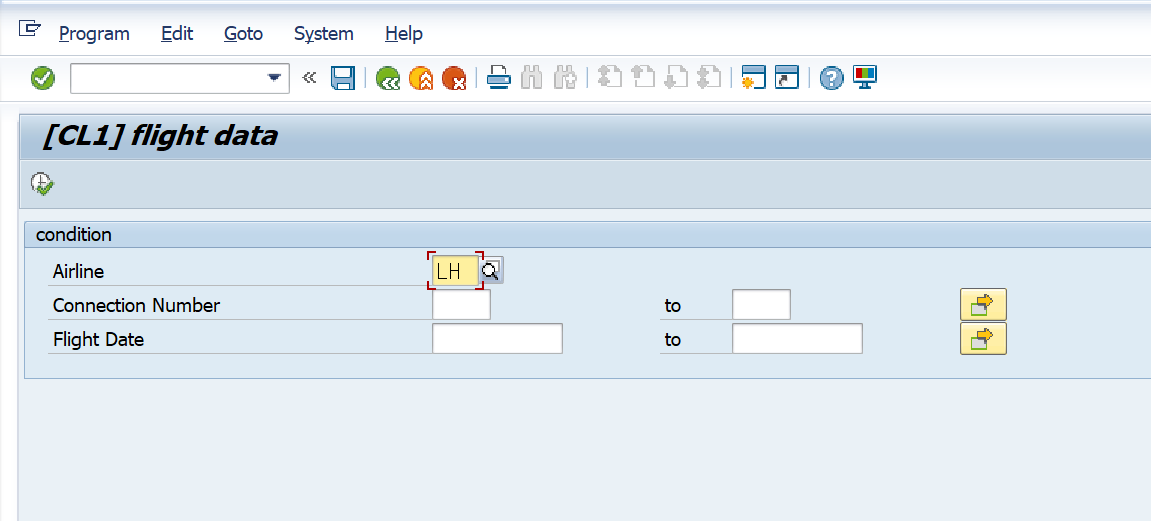 Program Edit Goto System Help
[CL1] flight data
condition
Airline LH
Connection Number to
Flight Date to